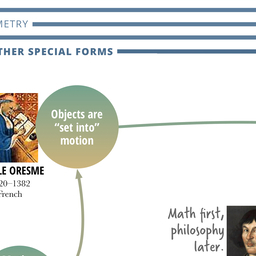 METRY
THER SPECIAL FORMS
Objects are
"set into"
motion
LE ORESME
20–1382
French
Math first,
philosophy
later.